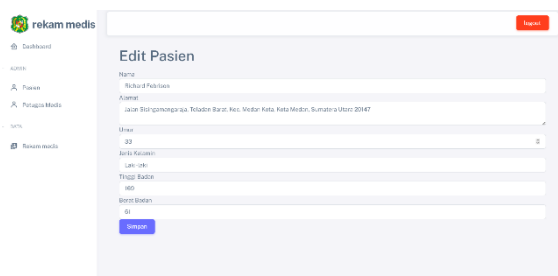 rekam medis
logout
Dashboard
ADMIN
Pasien
Petugas Medis
DATA
Rekam medis
Edit Pasien
Nama
Richard Febrison
Alamat
Jalan Sisingamangaraja, Teladan Barat, Kec. Medan Kota, Kota Medan, Sumatera Utara 20147
Umur
33
Jenis Kelamin
Laki-laki
Tinggi Badan
160
Berat Badan
61
Simpan